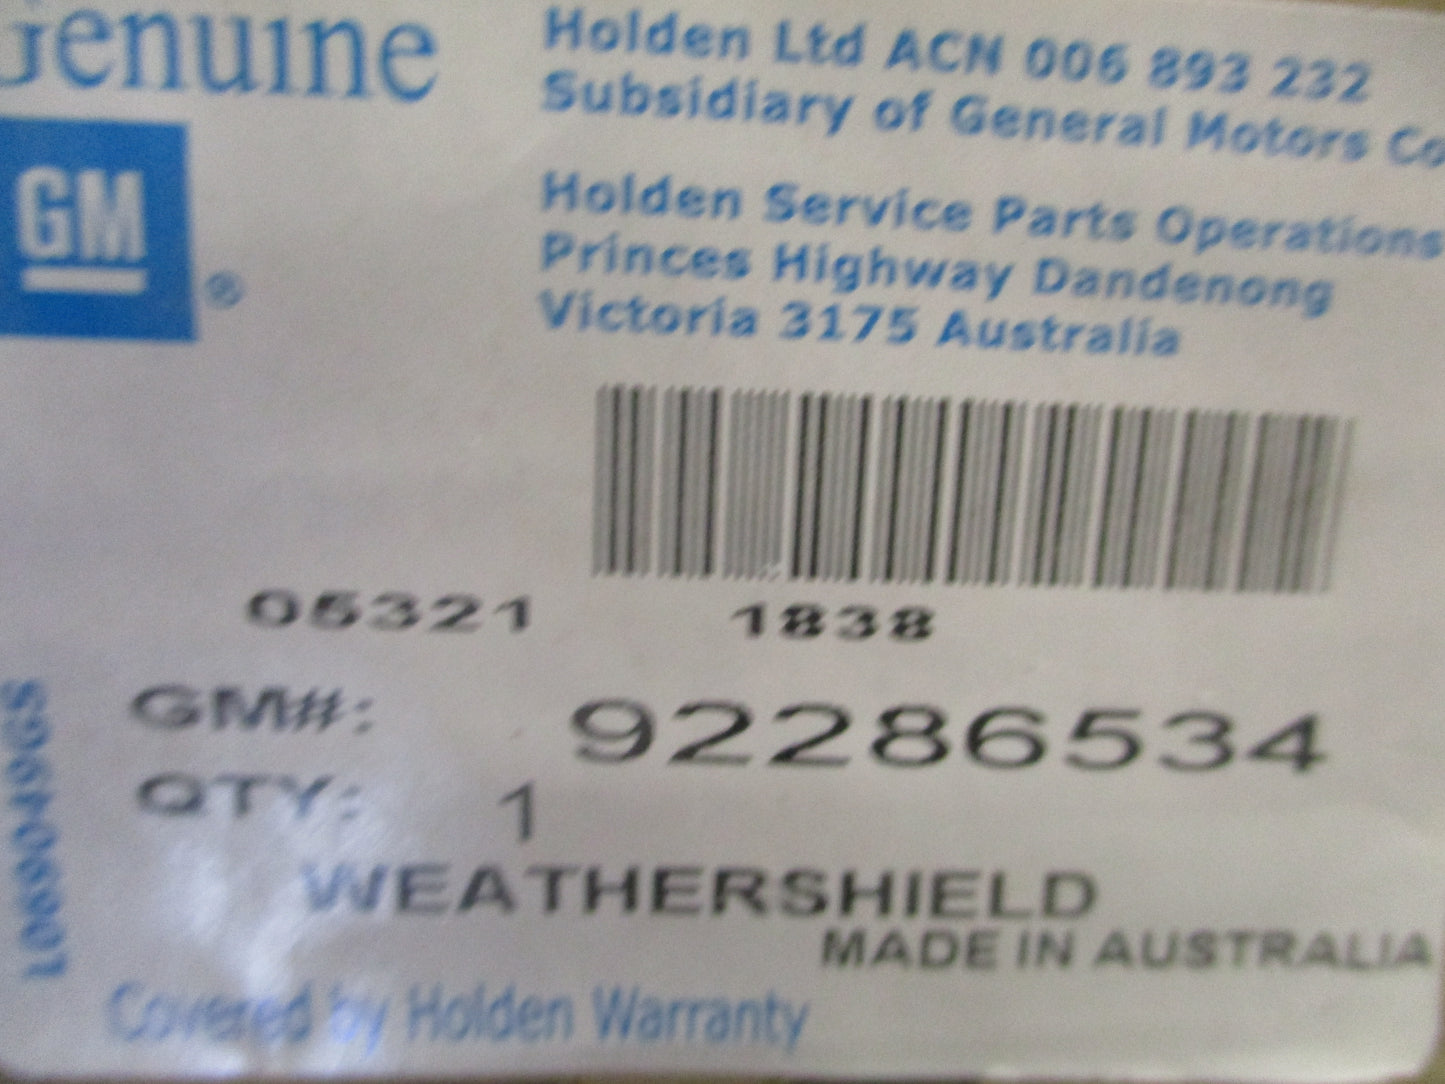 Genuine
GM
®
Holden Ltd ACN 006 893 232
Subsidiary of General Motors Co
Holden Service Parts Operations
Princes Highway Dandenong
Victoria 3175 Australia
05321 1838
GM#: 92286534
QTY: 1
WEATHERSHIELD
MADE IN AUSTRALIA
Covered by Holden Warranty